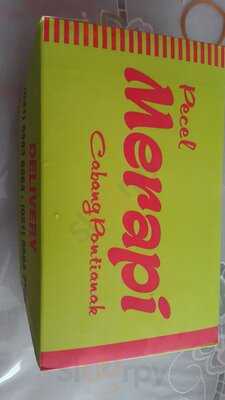 Pecel
Merapi
Cabang Pontianak
DELIVERY